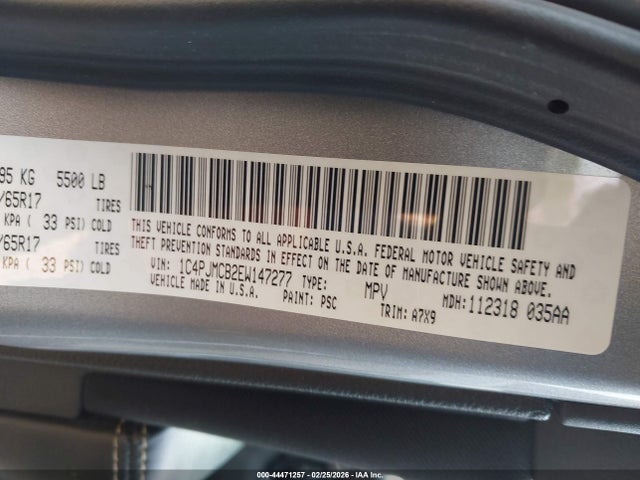 95 KG 5500 LB
/65R17 TIRES
KPA ( 33 PSI) COLD
/65R17 TIRES
KPA ( 33 PSI) COLD
THIS VEHICLE CONFORMS TO ALL APPLICABLE U.S.A. FEDERAL MOTOR VEHICLE SAFETY AND
THEFT PREVENTION STANDARDS IN EFFECT ON THE DATE OF MANUFACTURE SHOWN ABOVE.
VIN: 1C4PJMCB2EW147277 TYPE: MPV MDH: 112318 035AA
VEHICLE MADE IN U.S.A. PAINT: PSC TRIM: A7X9
000-44471257 - 02/25/2026 - IAA Inc.